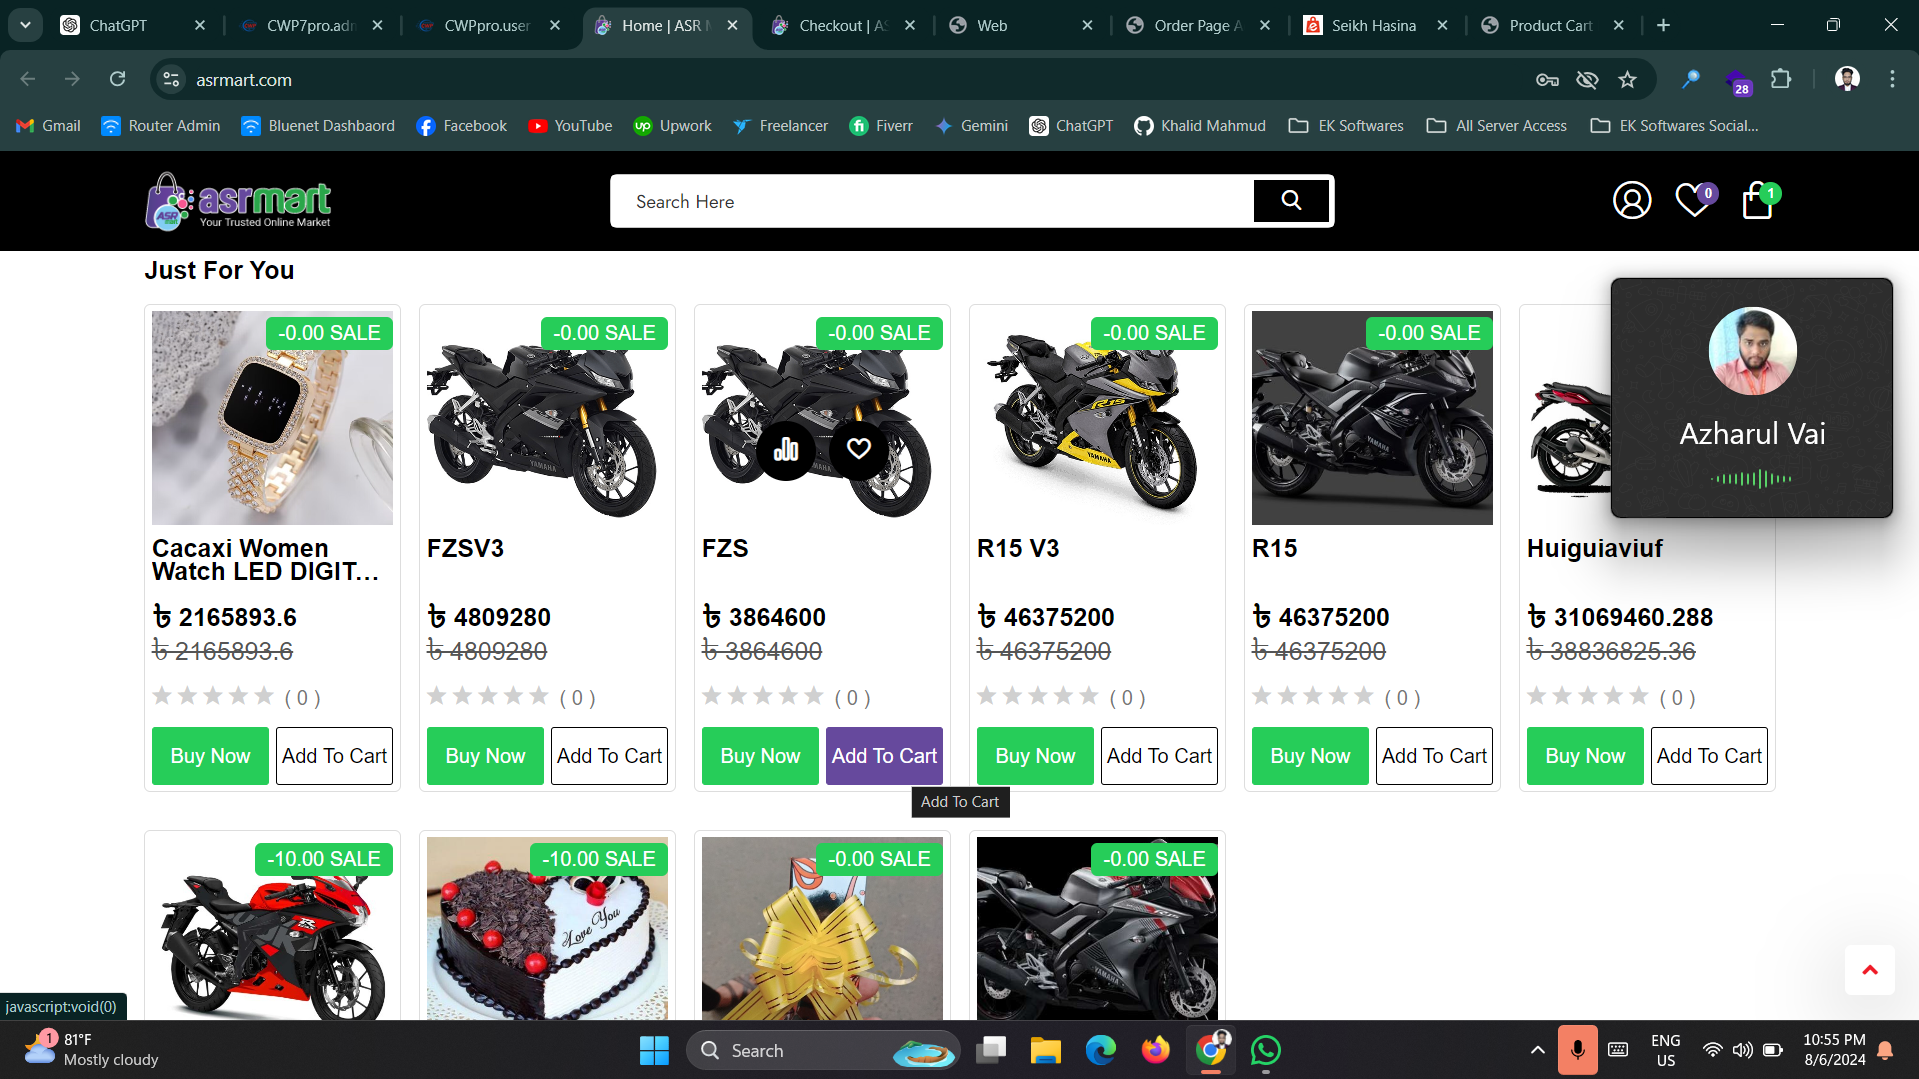 ChatGPT
CWP7pro.adm
CWPpro.user
Home | ASR M
Checkout | AS
Web
Order Page A
Seikh Hasina
Product Cart
asrmart.com
28
Gmail
Router Admin
Bluenet Dashbaord
Facebook
YouTube
Upwork
Freelancer
Fiverr
Gemini
ChatGPT
Khalid Mahmud
EK Softwares
All Server Access
EK Softwares Social...
asrmart
ASR
Your Trusted Online Market
Search Here
0
1
Just For You
-0.00 SALE
-0.00 SALE
-0.00 SALE
-0.00 SALE
-0.00 SALE
Azharul Vai
Cacaxi Women
Watch LED DIGIT...
FZSV3
FZS
R15 V3
R15
Huiguiaviuf
৳ 2165893.6
৳ 4809280
৳ 3864600
৳ 46375200
৳ 46375200
৳ 31069460.288
৳ 2165893.6
৳ 4809280
৳ 3864600
৳ 46375200
৳ 46375200
৳ 38836825.36
( 0 )
( 0 )
( 0 )
( 0 )
( 0 )
( 0 )
Buy Now
Add To Cart
Buy Now
Add To Cart
Buy Now
Add To Cart
Buy Now
Add To Cart
Buy Now
Add To Cart
Buy Now
Add To Cart
Add To Cart
-10.00 SALE
-10.00 SALE
-0.00 SALE
-0.00 SALE
Love You
YAMAHA
javascript:void(0)
1
81°F
Mostly cloudy
Search
ENG
US
10:55 PM
8/6/2024